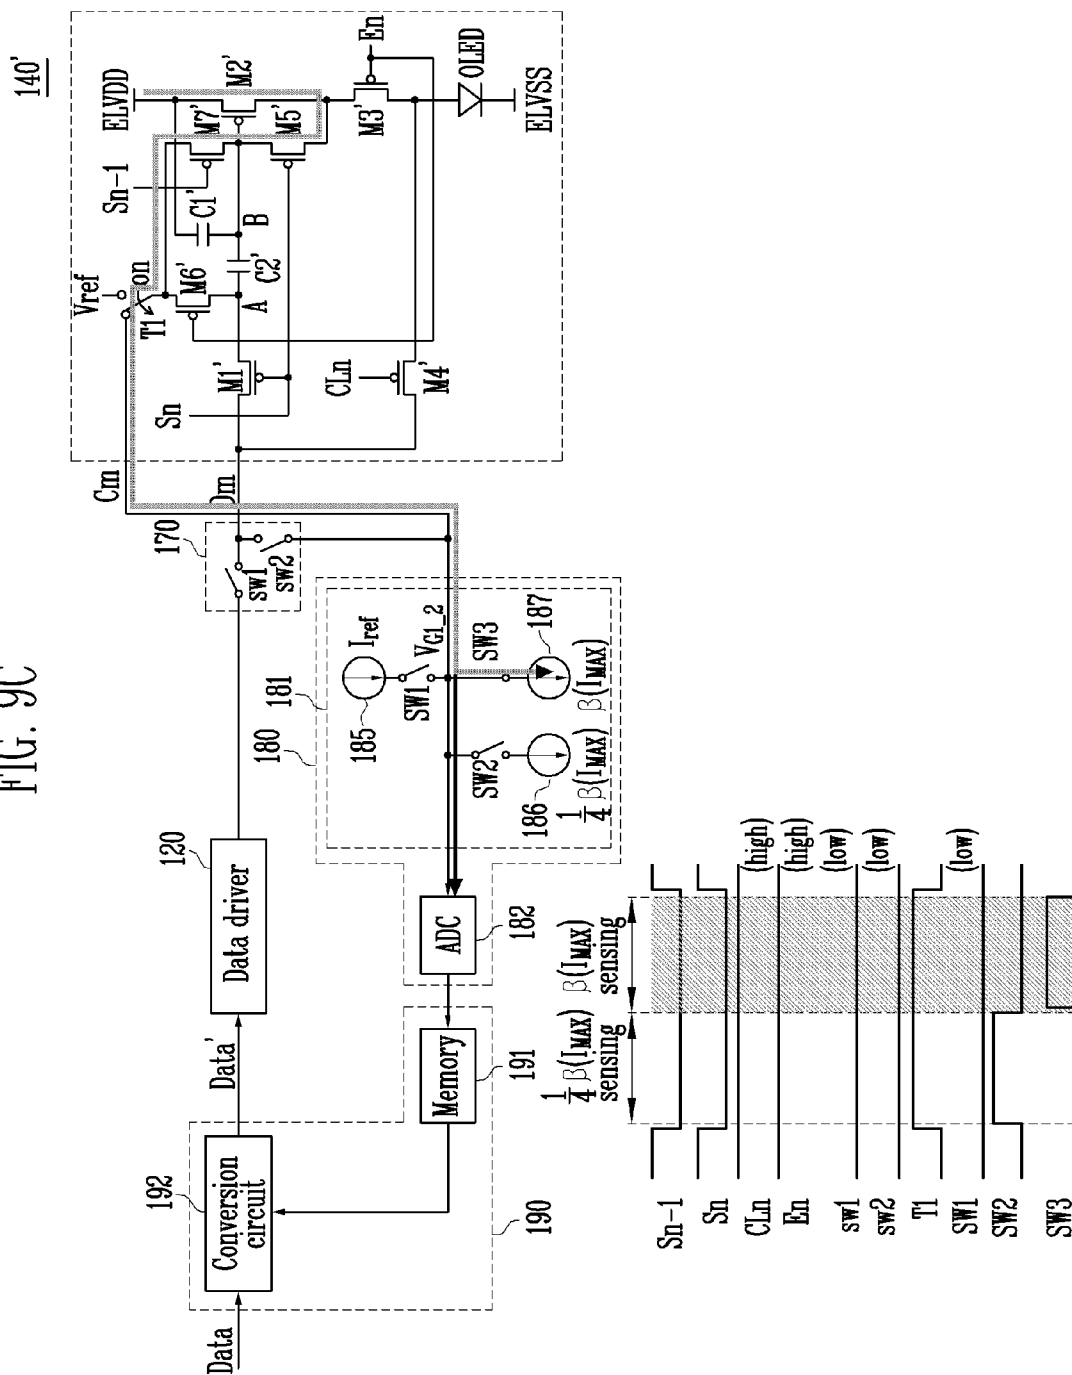 FIG. 9C
140'
ELVDD
Sn-1
M7'
M2'
M5'
M3'
En
OLED
ELVSS
C1'
B
Vref
on
T1
M6'
C2'
A
M1'
Sn
CLn
M4'
Cm
Dm
170
sw1
sw2
120
Data driver
Data'
192
Conversion
circuit
Data
190
Memory
191
ADC
182
180
181
Iref
185
SW1
VG1_2
SW3
187
β(IMAX)
SW2
186
1/4 β(IMAX)
1/4 β(IMAX)
sensing
β(IMAX)
sensing
Sn-1
Sn
CLn
(high)
En
(high)
sw1
(low)
sw2
(low)
T1
SW1
(low)
SW2
SW3